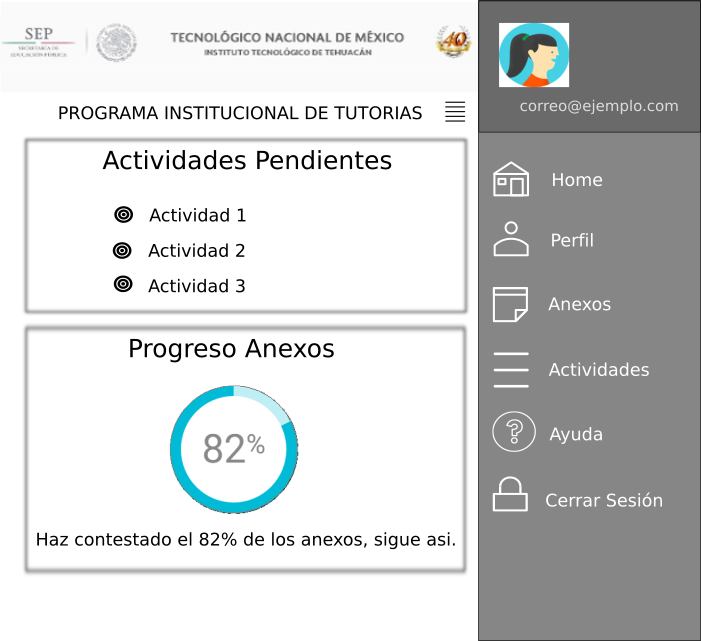 SEP
SECRETARÍA DE
EDUCACIÓN PÚBLICA
TECNOLÓGICO NACIONAL DE MÉXICO
INSTITUTO TECNOLÓGICO DE TEHUACÁN
40
PROGRAMA INSTITUCIONAL DE TUTORIAS
Actividades Pendientes
Actividad 1
Actividad 2
Actividad 3
Progreso Anexos
82%
Haz contestado el 82% de los anexos, sigue asi.
correo@ejemplo.com
Home
Perfil
Anexos
Actividades
Ayuda
Cerrar Sesión